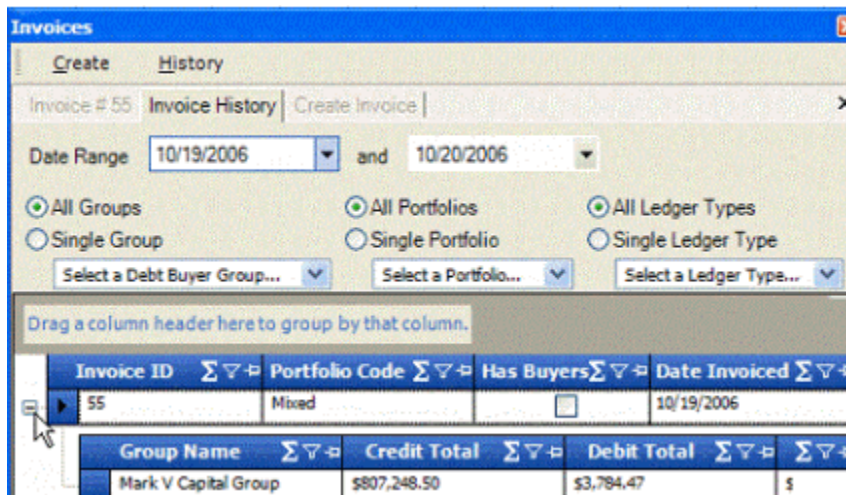 Invoices
Create History
Invoice # 55 Invoice History Create Invoice
Date Range 10/19/2006 and 10/20/2006
All Groups All Portfolios All Ledger Types
Single Group Single Portfolio Single Ledger Type
Select a Debt Buyer Group... Select a Portfolio... Select a Ledger Type...
Drag a column header here to group by that column.
Invoice ID Σ Portfolio Code Σ Has Buyers Σ Date Invoiced Σ
55 Mixed 10/19/2006
Group Name Σ Credit Total Σ Debit Total Σ Σ
Mark V Capital Group $807,248.50 $3,784.47 $